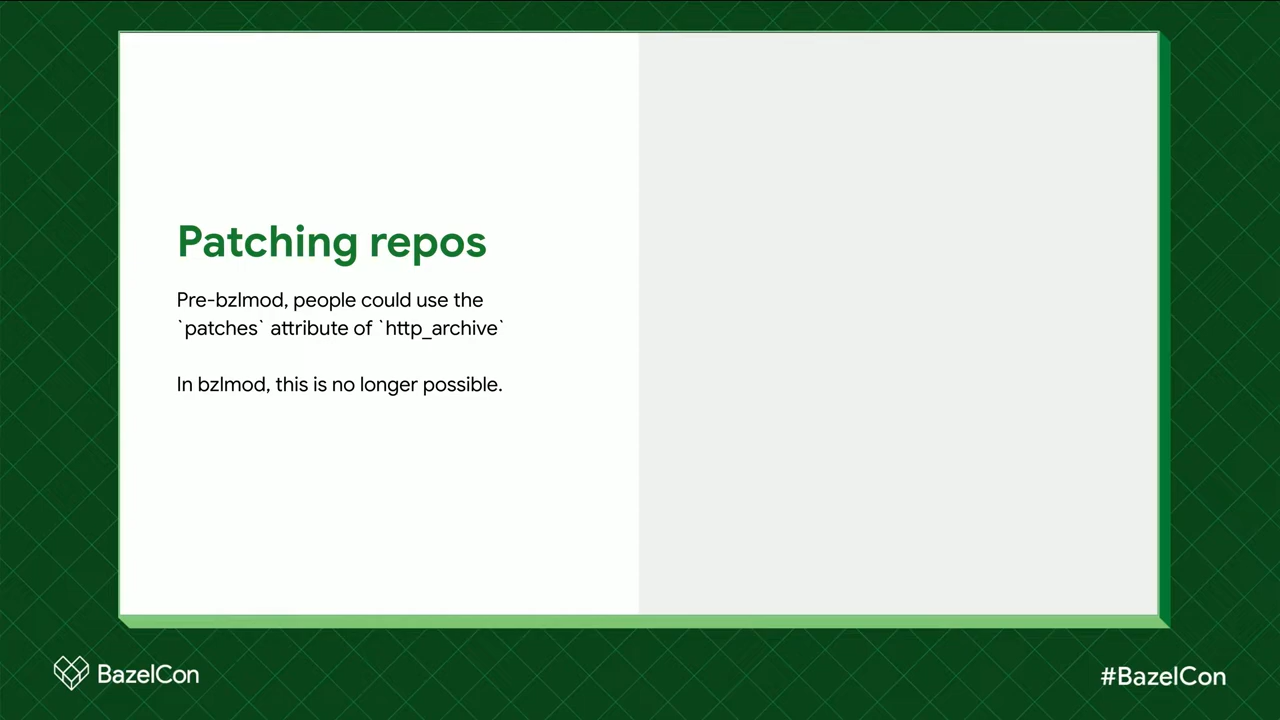 Patching repos
Pre-bzlmod, people could use the
`patches` attribute of `http_archive`
In bzlmod, this is no longer possible.
BazelCon
#BazelCon